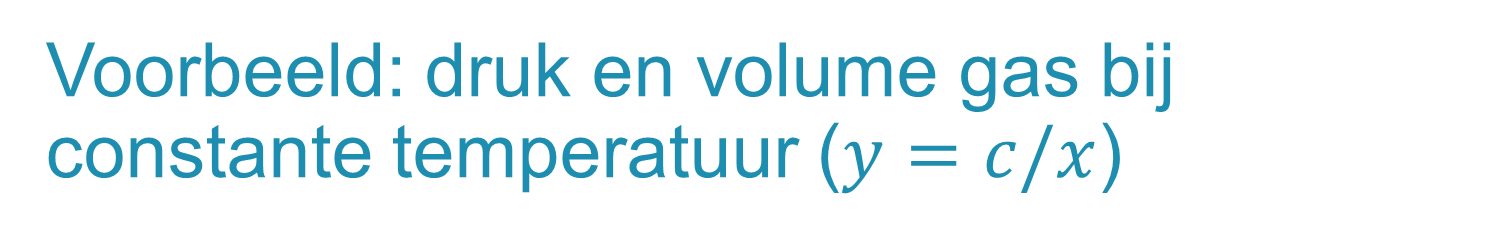 Voorbeeld: druk en volume gas bij
constante temperatuur (y = c/x)